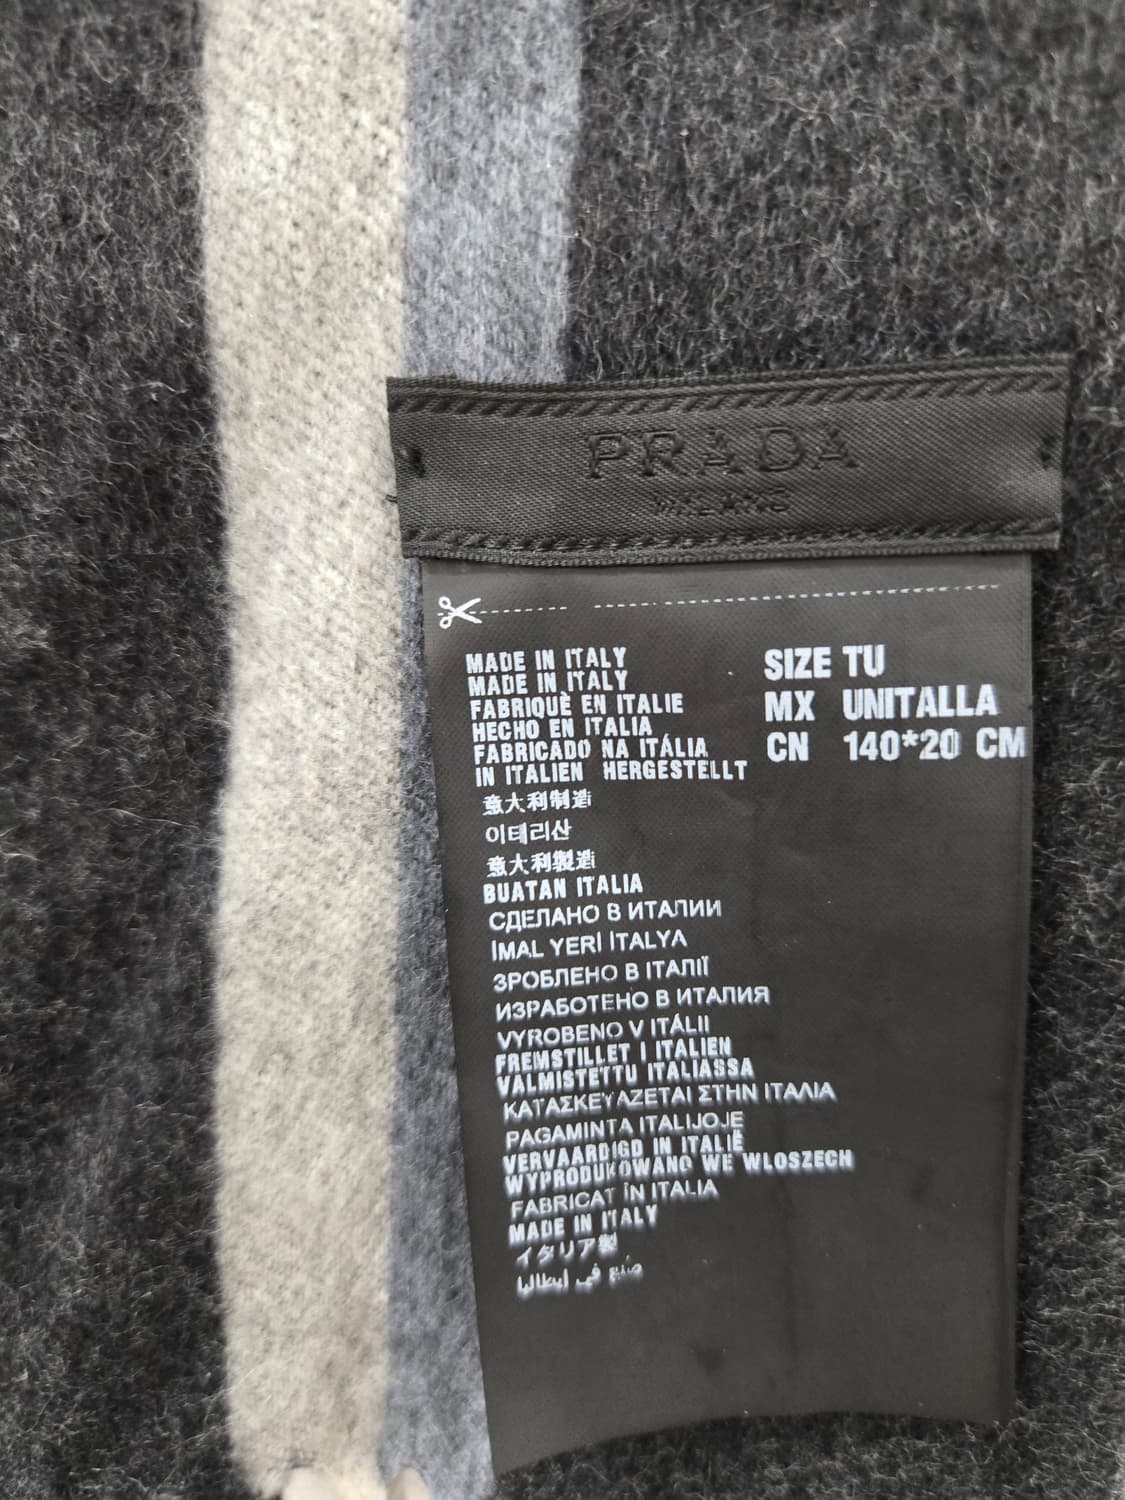 PRADA
MILANO
MADE IN ITALY
MADE IN ITALY
FABRIQUÈ EN ITALIE
HECHO EN ITALIA
FABRICADO NA ITÁLIA
IN ITALIEN HERGESTELLT
意大利制造
이테리산
意大利製造
BUATAN ITALIA
СДЕЛАНО В ИТАЛИИ
İMAL YERİ İTALYA
ЗРОБЛЕНО В ІТАЛІЇ
ИЗРАБОТЕНО В ИТАЛИЯ
VYROBENO V ITÁLII
FREMSTILLET I ITALIEN
VALMISTETTU ITALIASSA
ΚΑΤΑΣΚΕΥΑΖΕΤΑΙ ΣΤΗΝ ΙΤΑΛΙΑ
PAGAMINTA ITALIJOJE
VERVAARDIGD IN ITALIË
WYPRODUKOWANO WE WLOSZECH
FABRICAT ÎN ITALIA
MADE IN ITALY
イタリア製
صنع في إيطاليا
SIZE TU
MX UNITALLA
CN 140*20 CM